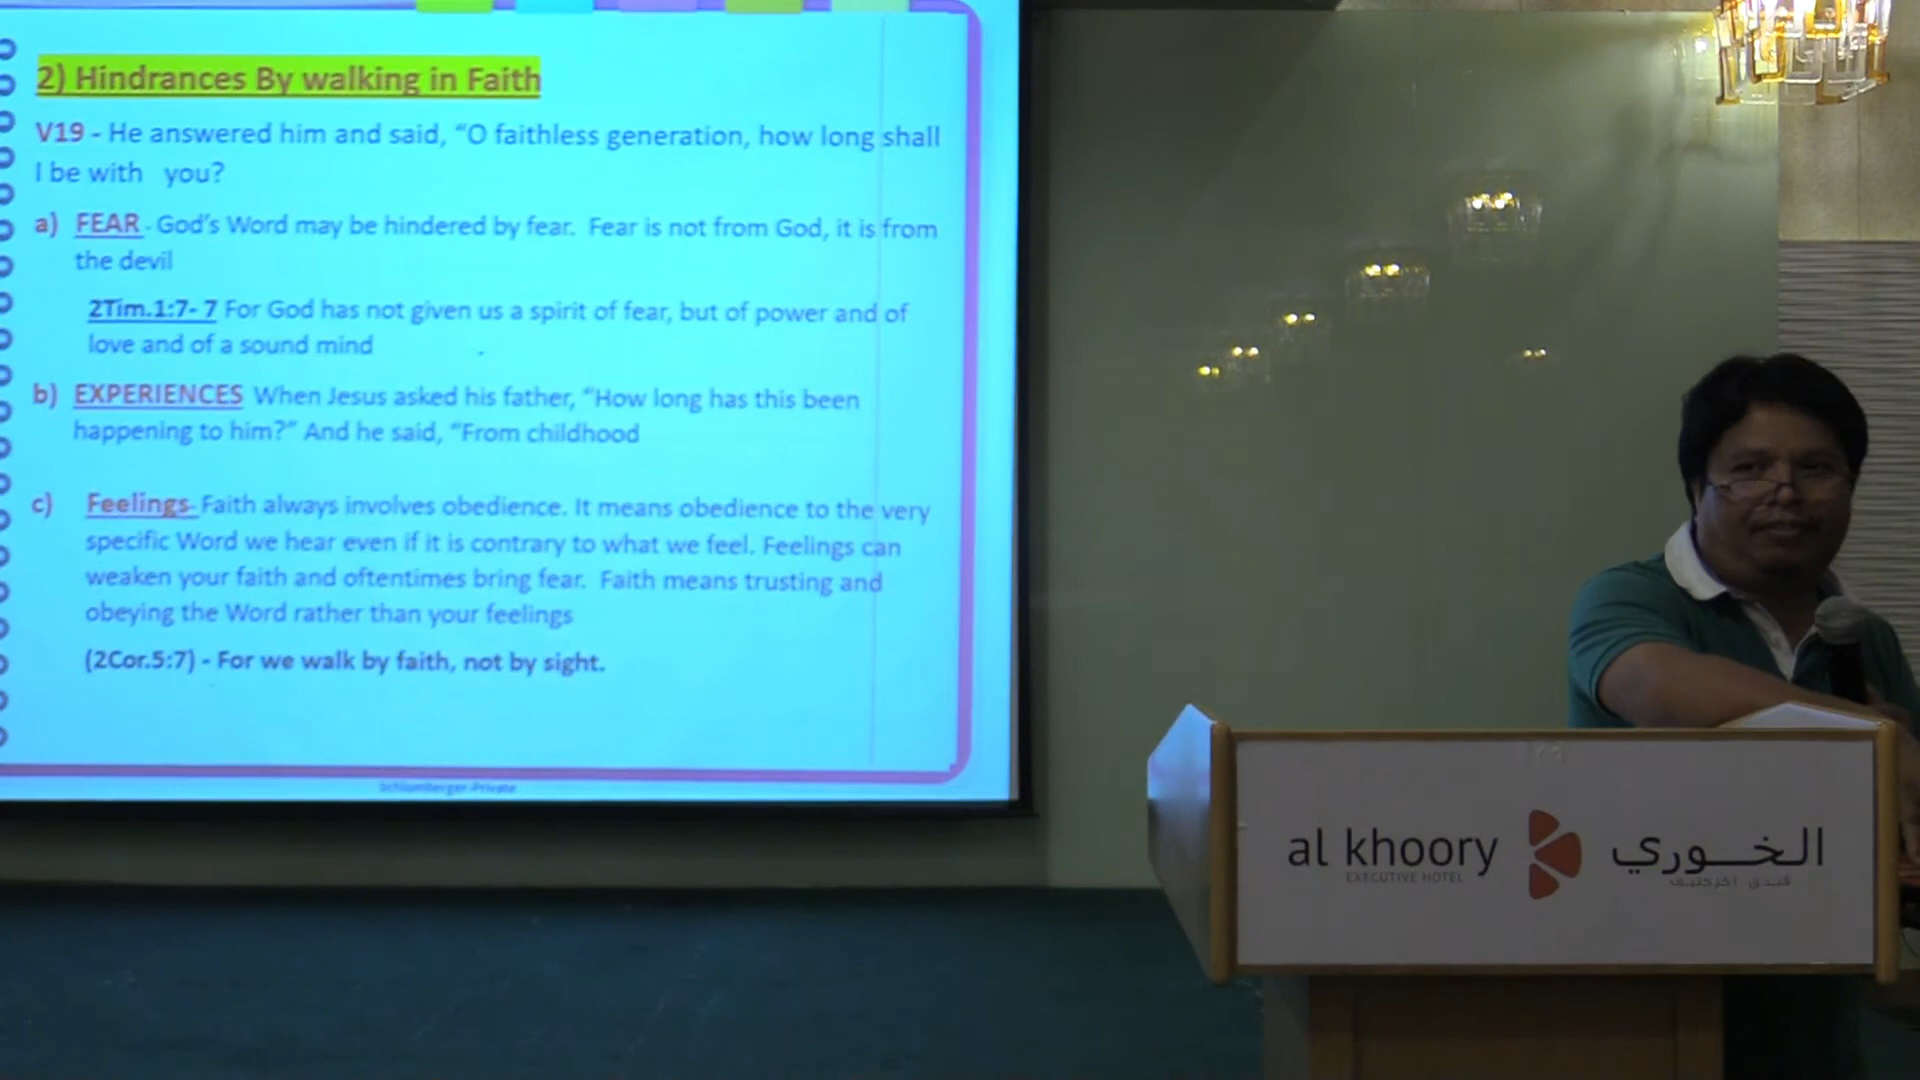 2) Hindrances By walking in Faith
V19 - He answered him and said, “O faithless generation, how long shall
I be with you?
a) FEAR - God’s Word may be hindered by fear. Fear is not from God, it is from
the devil
2Tim.1:7- 7 For God has not given us a spirit of fear, but of power and of
love and of a sound mind
b) EXPERIENCES When Jesus asked his father, “How long has this been
happening to him?” And he said, “From childhood
c) Feelings- Faith always involves obedience. It means obedience to the very
specific Word we hear even if it is contrary to what we feel. Feelings can
weaken your faith and oftentimes bring fear. Faith means trusting and
obeying the Word rather than your feelings
(2Cor.5:7) - For we walk by faith, not by sight.
Schlumberger-Private
al khoory
EXECUTIVE HOTEL
الخوري